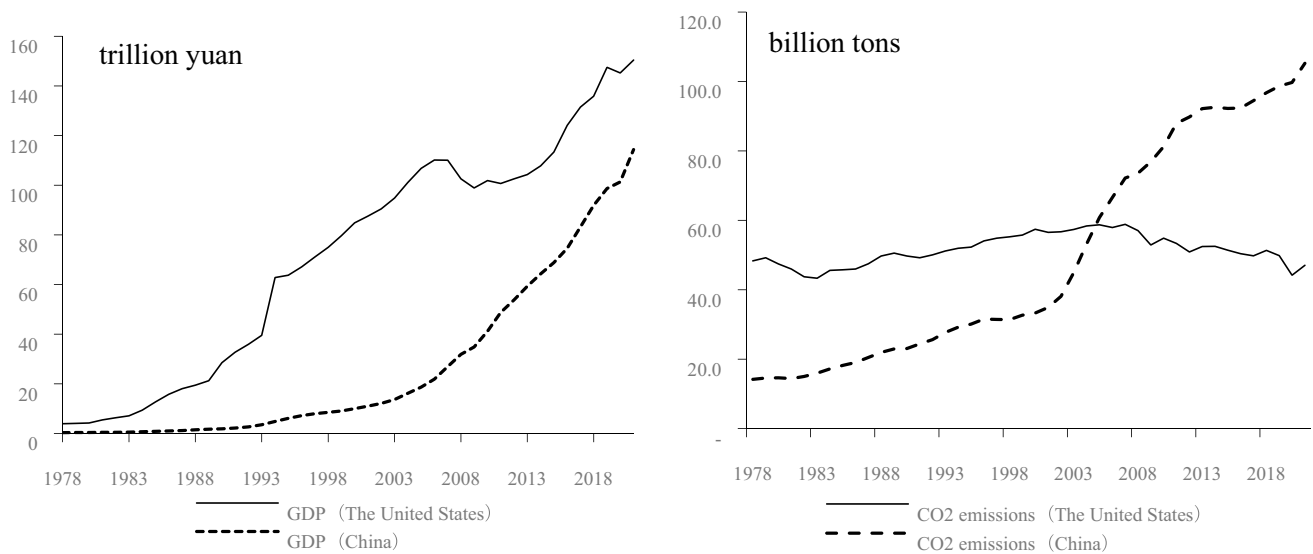 trillion yuan
160
140
120
100
80
60
40
20
0
1978 1983 1988 1993 1998 2003 2008 2013 2018
GDP（The United States）
GDP（China）
billion tons
120.0
100.0
80.0
60.0
40.0
20.0
-
1978 1983 1988 1993 1998 2003 2008 2013 2018
CO2 emissions（The United States）
CO2 emissions（China）